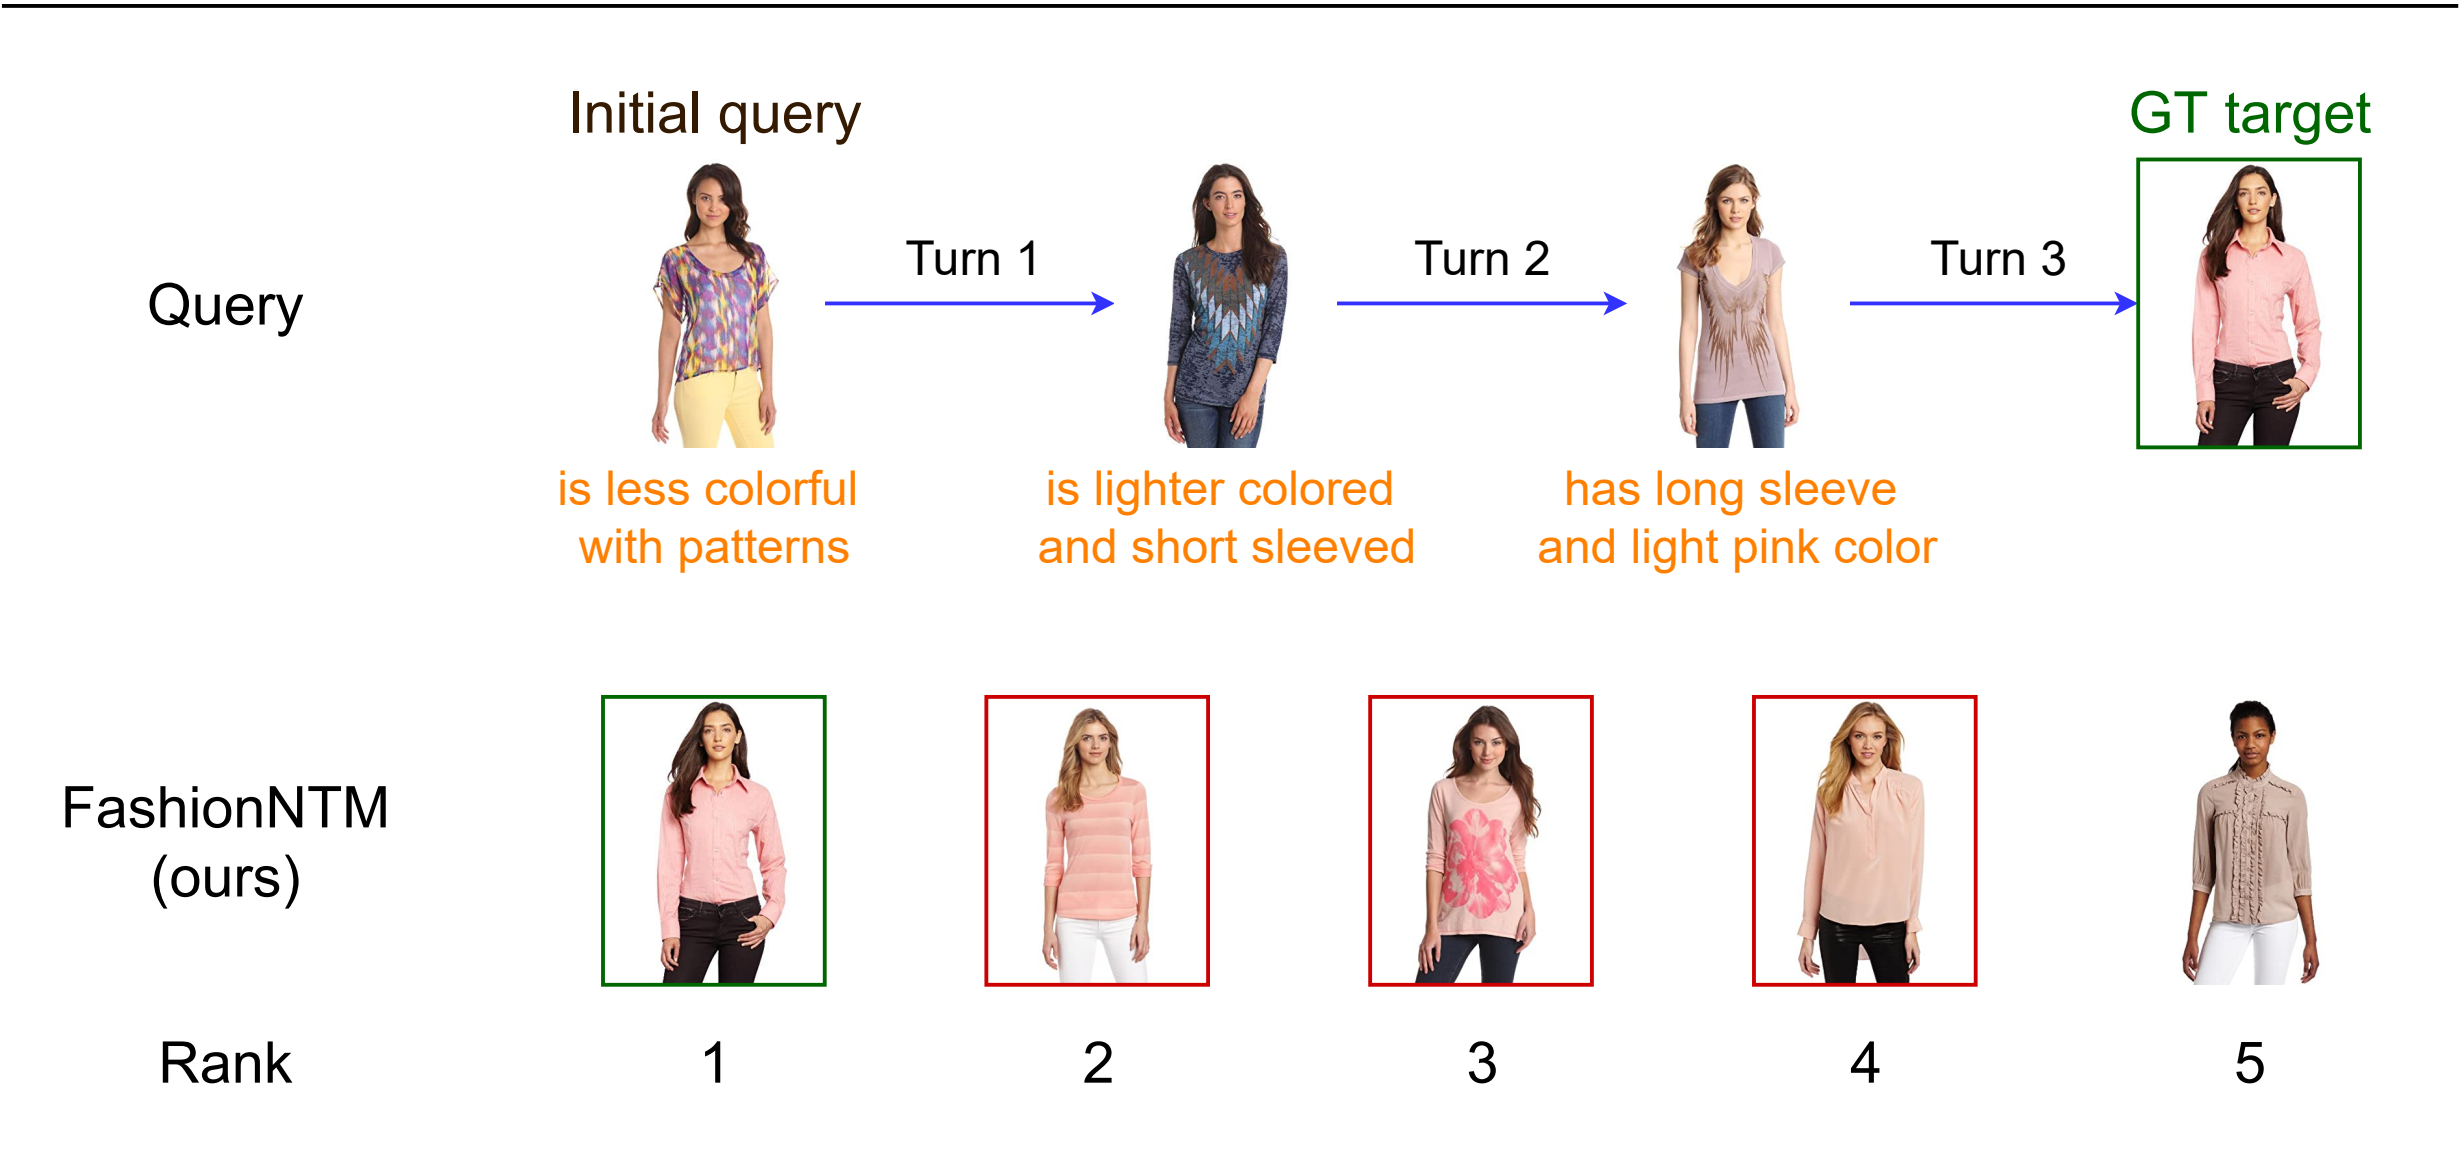 Initial query
GT target
Query
Turn 1
Turn 2
Turn 3
is less colorful
with patterns
is lighter colored
and short sleeved
has long sleeve
and light pink color
FashionNTM
(ours)
Rank
1
2
3
4
5